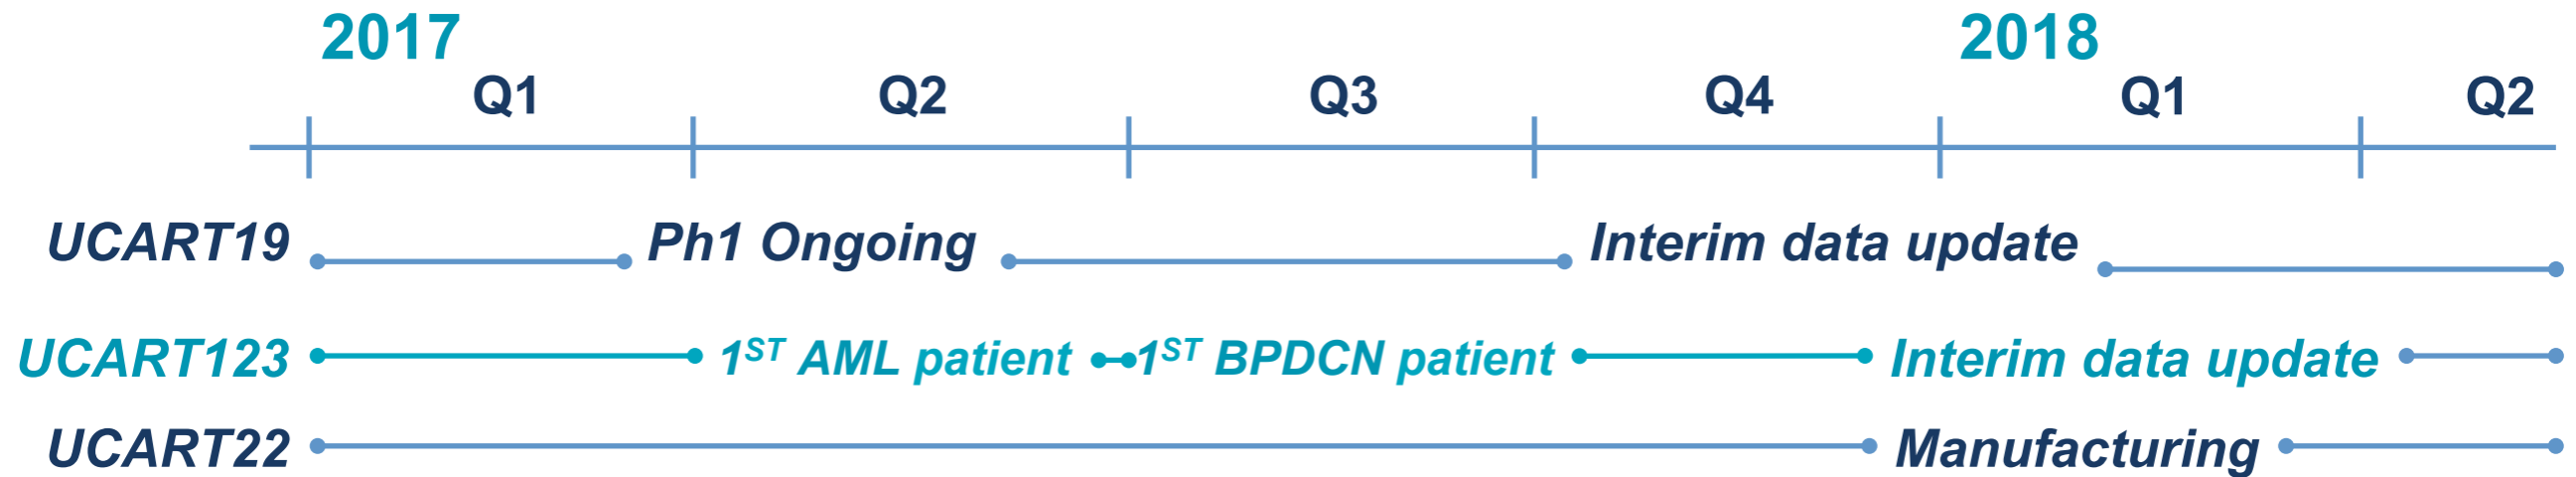 2017 2018
Q1 Q2 Q3 Q4 Q1 Q2
UCART19 Ph1 Ongoing Interim data update
UCART123 1ST AML patient 1ST BPDCN patient Interim data update
UCART22 Manufacturing